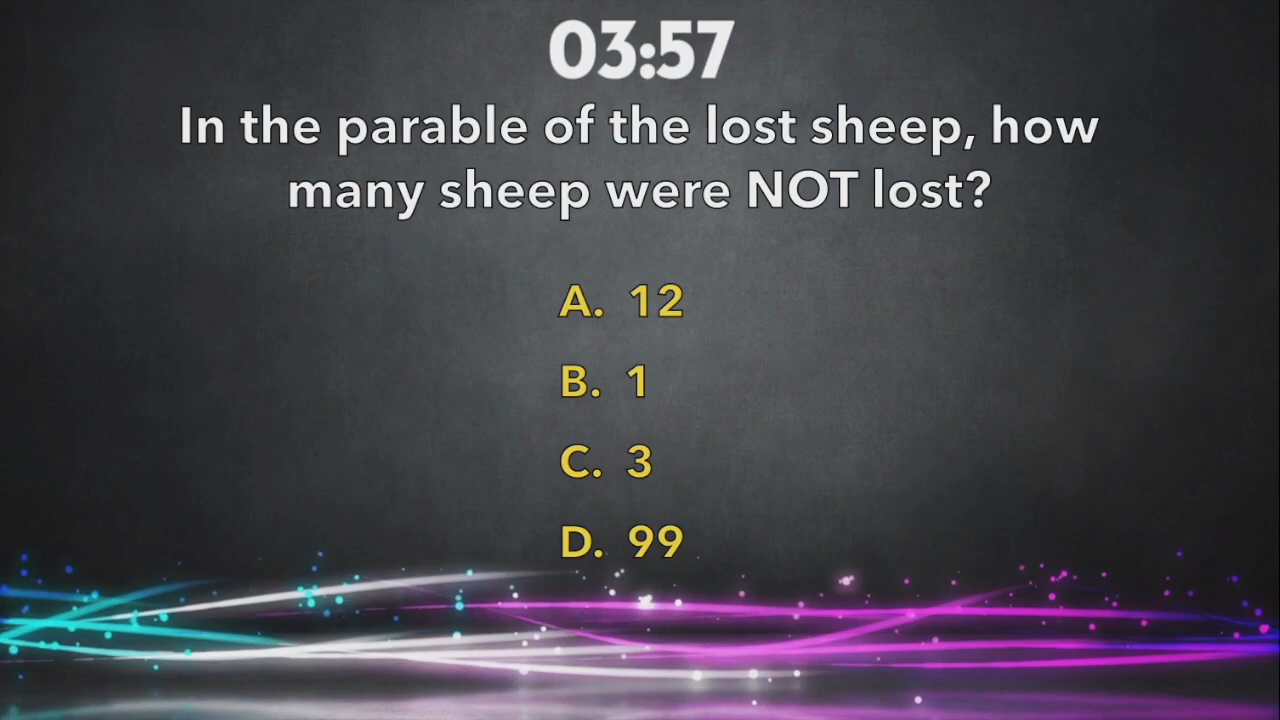 03:57
In the parable of the lost sheep, how
many sheep were NOT lost?
A. 12
B. 1
C. 3
D. 99